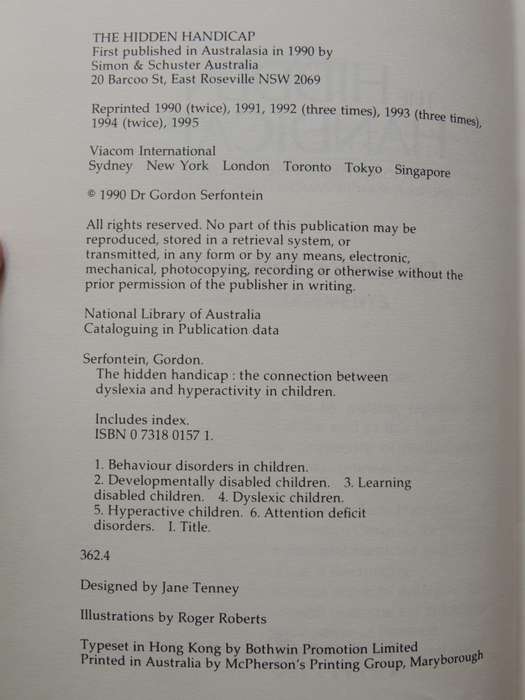 THE HIDDEN HANDICAP
First published in Australasia in 1990 by
Simon & Schuster Australia
20 Barcoo St, East Roseville NSW 2069
Reprinted 1990 (twice), 1991, 1992 (three times), 1993 (three times),
1994 (twice), 1995
Viacom International
Sydney New York London Toronto Tokyo Singapore
© 1990 Dr Gordon Serfontein
All rights reserved. No part of this publication may be
reproduced, stored in a retrieval system, or
transmitted, in any form or by any means, electronic,
mechanical, photocopying, recording or otherwise without the
prior permission of the publisher in writing.
National Library of Australia
Cataloguing in Publication data
Serfontein, Gordon.
The hidden handicap : the connection between
dyslexia and hyperactivity in children.
Includes index.
ISBN 0 7318 0157 1.
1. Behaviour disorders in children.
2. Developmentally disabled children. 3. Learning
disabled children. 4. Dyslexic children.
5. Hyperactive children. 6. Attention deficit
disorders. I. Title.
362.4
Designed by Jane Tenney
Illustrations by Roger Roberts
Typeset in Hong Kong by Bothwin Promotion Limited
Printed in Australia by McPherson's Printing Group, Maryborough